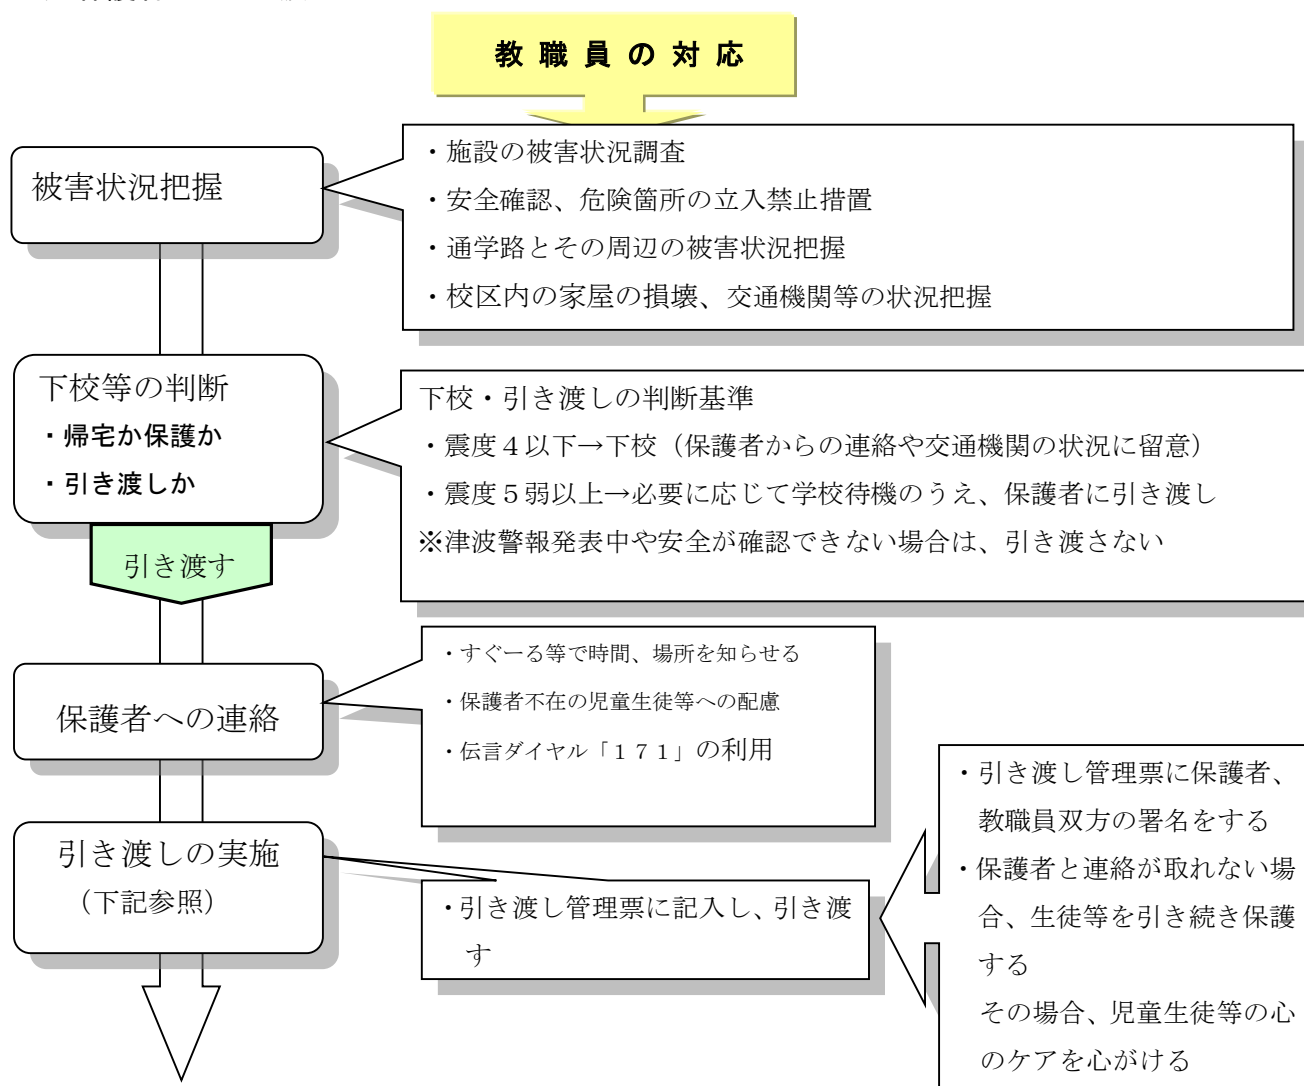 教職員の対応
被害状況把握
・施設の被害状況調査
・安全確認、危険箇所の立入禁止措置
・通学路とその周辺の被害状況把握
・校区内の家屋の損壊、交通機関等の状況把握
下校等の判断
・帰宅か保護か
・引き渡しか
下校・引き渡しの判断基準
・震度４以下→下校（保護者からの連絡や交通機関の状況に留意）
・震度５弱以上→必要に応じて学校待機のうえ、保護者に引き渡し
※津波警報発表中や安全が確認できない場合は、引き渡さない
引き渡す
保護者への連絡
・すぐーる等で時間、場所を知らせる
・保護者不在の児童生徒等への配慮
・伝言ダイヤル「１７１」の利用
引き渡しの実施
（下記参照）
・引き渡し管理票に記入し、引き渡
す
・引き渡し管理票に保護者、
教職員双方の署名をする
・保護者と連絡が取れない場
合、生徒等を引き続き保護
する
その場合、児童生徒等の心
のケアを心がける